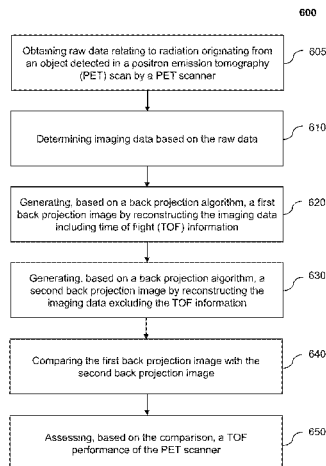 600
Obtaining raw data relating to radiation originating from
an object detected in a positron emission tomography
(PET) scan by a PET scanner
605
Determining imaging data based on the raw data
610
Generating, based on a back projection algorithm, a first
back projection image by reconstructing the imaging data
including time of flight (TOF) information
620
Generating, based on a back projection algorithm, a
second back projection image by reconstructing the
imaging data excluding the TOF information
630
Comparing the first back projection image with the
second back projection image
640
Assessing, based on the comparison, a TOF
performance of the PET scanner
650